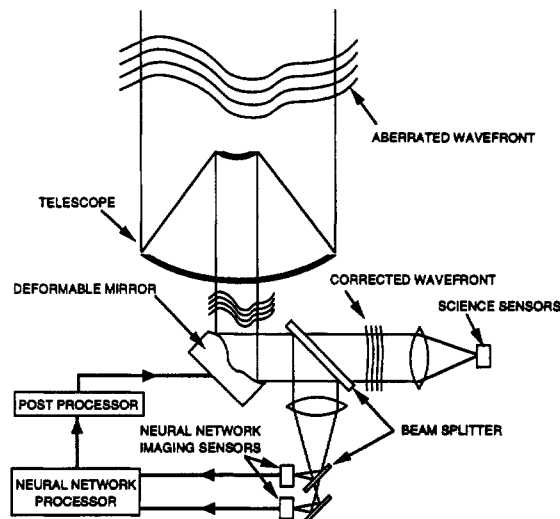 ABERRATED WAVEFRONT
TELESCOPE
CORRECTED WAVEFRONT
DEFORMABLE MIRROR
SCIENCE SENSORS
POST PROCESSOR
NEURAL NETWORK
IMAGING SENSORS
BEAM SPLITTER
NEURAL NETWORK
PROCESSOR